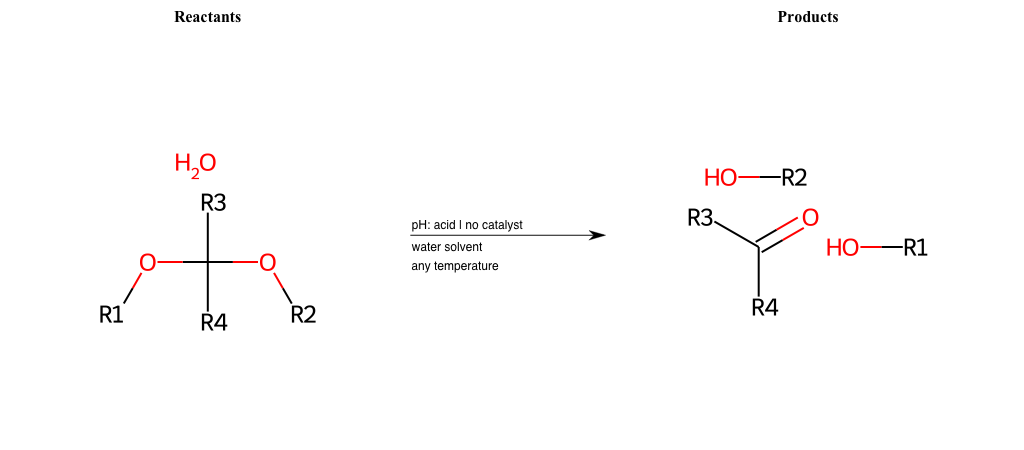 Reactants
Products
H2O
R3
O
O
R1
R4
R2
pH: acid | no catalyst
water solvent
any temperature
HO R2
R3
O
HO R1
R4